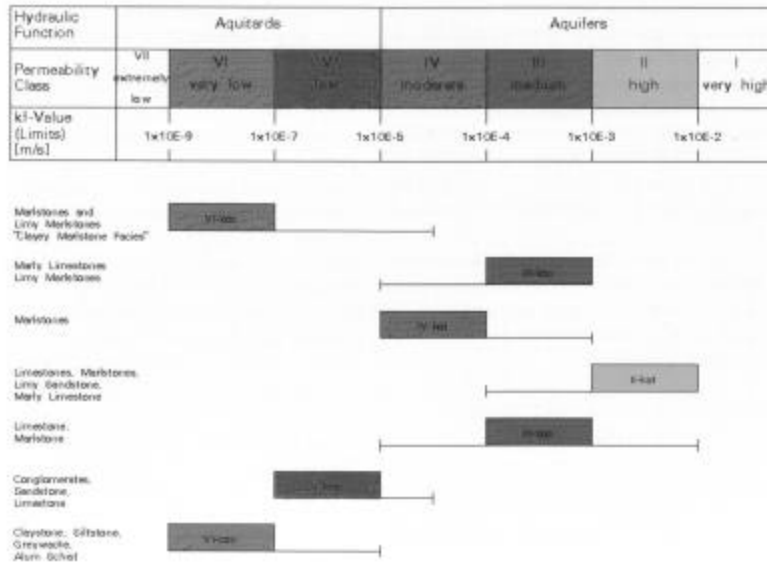 Hydraulic
Function
Aquitards
Aquifers
Permeability
Class
VII
extremely
low
VI
very low
V
low
IV
moderate
III
medium
II
high
I
very high
kf-Value
(Limits)
[m/s]
1x10E-9
1x10E-7
1x10E-5
1x10E-4
1x10E-3
1x10E-2
Marlstones and
Limy Marlstones
"Clayey Marlstone Facies"
Marly Limestones
Limy Marlstones
Marlstones
Limestones, Marlstones,
Limy Sandstone,
Marly Limestone
Limestone,
Marlstone
Conglomerates,
Sandstone,
Limestone
Claystone, Siltstone,
Greywacke,
Alum Schist